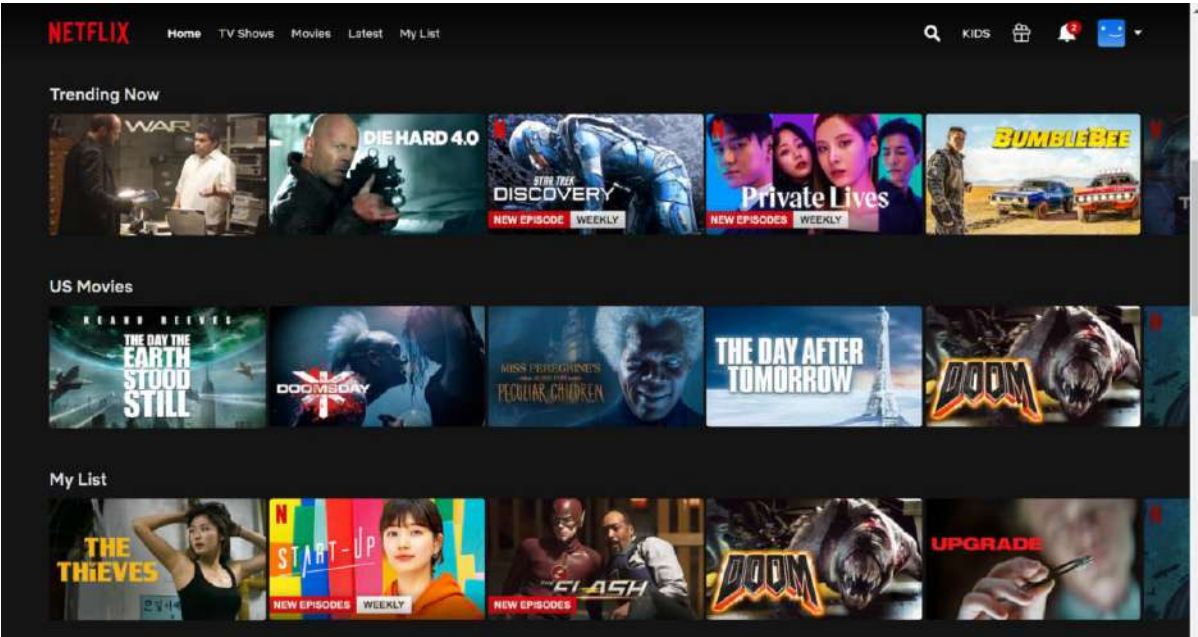 NETFLIX Home TV Shows Movies Latest My List KIDS 2
Trending Now
WAR
DIE HARD 4.0
N
STAR TREK
DISCOVERY
NEW EPISODE WEEKLY
N
Private Lives
NEW EPISODES WEEKLY
BUMBLEBEE
N
T
US Movies
KEANU REEVES
THE DAY THE
EARTH
STOOD
STILL
DOOMSDAY
MISS PEREGRINE'S
PECULIAR CHILDREN
THE DAY AFTER
TOMORROW
DOOM
N
My List
THE
THIEVES
N
START-UP
NEW EPISODES WEEKLY
THE
FLASH
NEW EPISODES
DOOM
UPGRADE
N